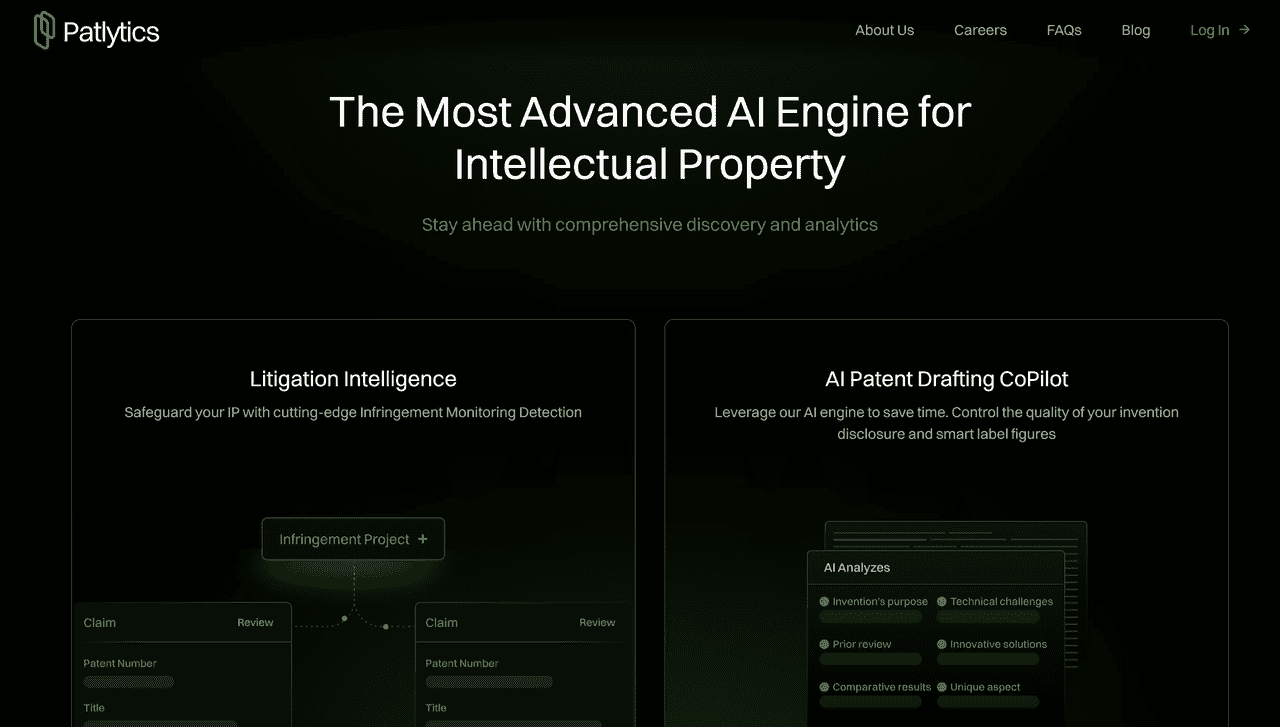 Patlytics
About Us
Careers
FAQs
Blog
Log In →
The Most Advanced AI Engine for
Intellectual Property
Stay ahead with comprehensive discovery and analytics
Litigation Intelligence
Safeguard your IP with cutting-edge Infringement Monitoring Detection
Infringement Project +
Claim
Review
Patent Number
Title
Claim
Review
Patent Number
Title
AI Patent Drafting CoPilot
Leverage our AI engine to save time. Control the quality of your invention
disclosure and smart label figures
AI Analyzes
Invention's purpose
Technical challenges
Prior review
Innovative solutions
Comparative results
Unique aspect